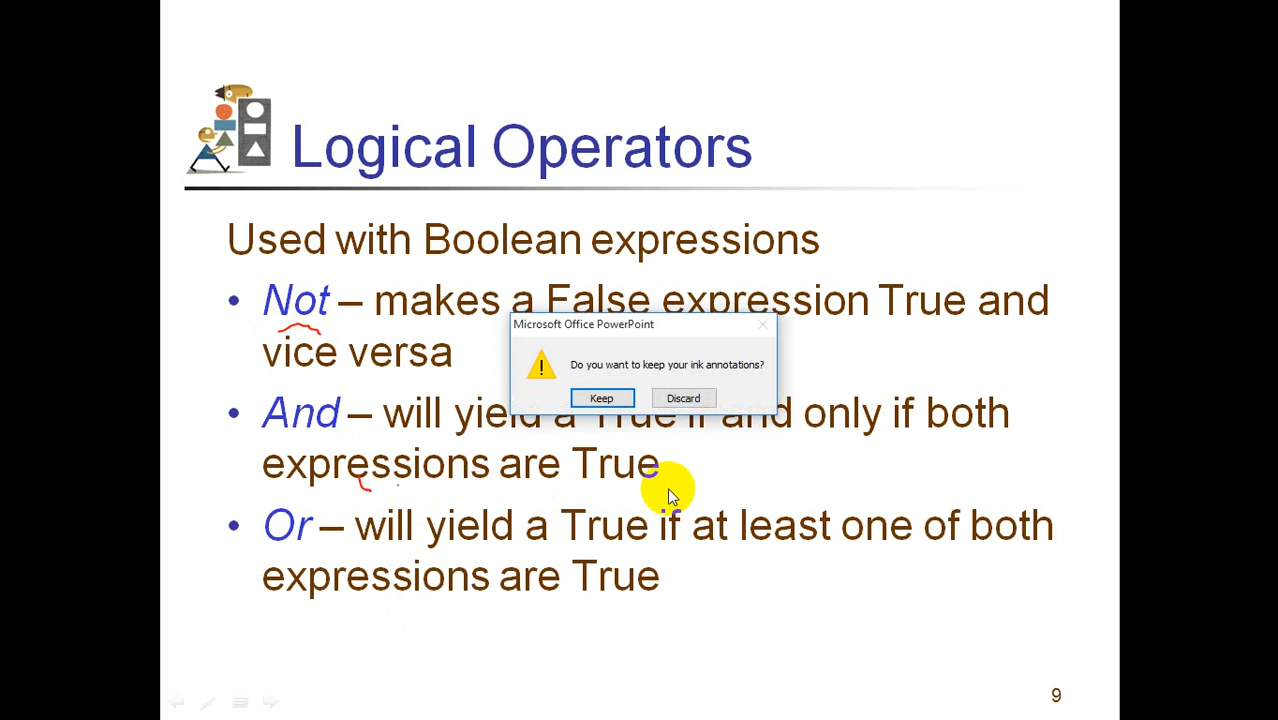 Logical Operators
Used with Boolean expressions
• Not – makes a False expression True and
vice versa
Microsoft Office PowerPoint
Do you want to keep your ink annotations?
Keep Discard
• And – will yield a True if and only if both
expressions are True
• Or – will yield a True if at least one of both
expressions are True
9